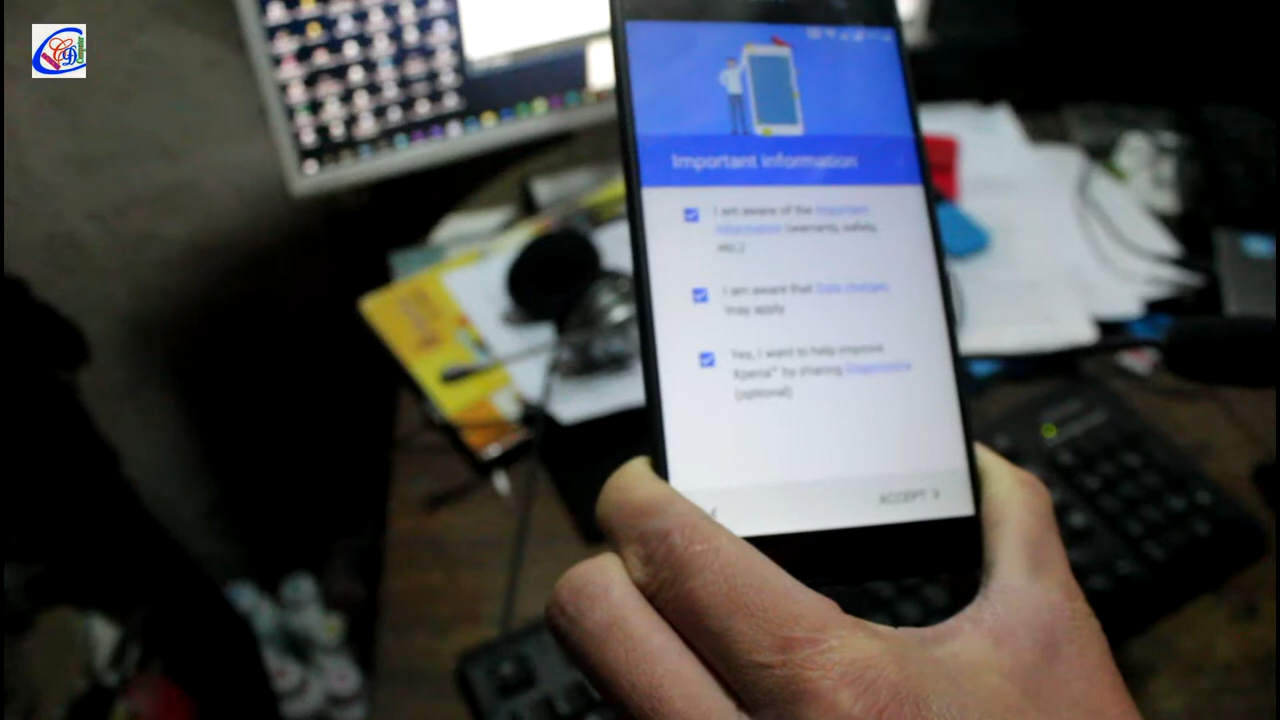 Important information
I am aware of the Important
Information (warranty, safety,
etc.)
I am aware that Data charges
may apply
Yes, I want to help improve
Xperia™ by sharing Diagnostics
(optional)
ACCEPT >